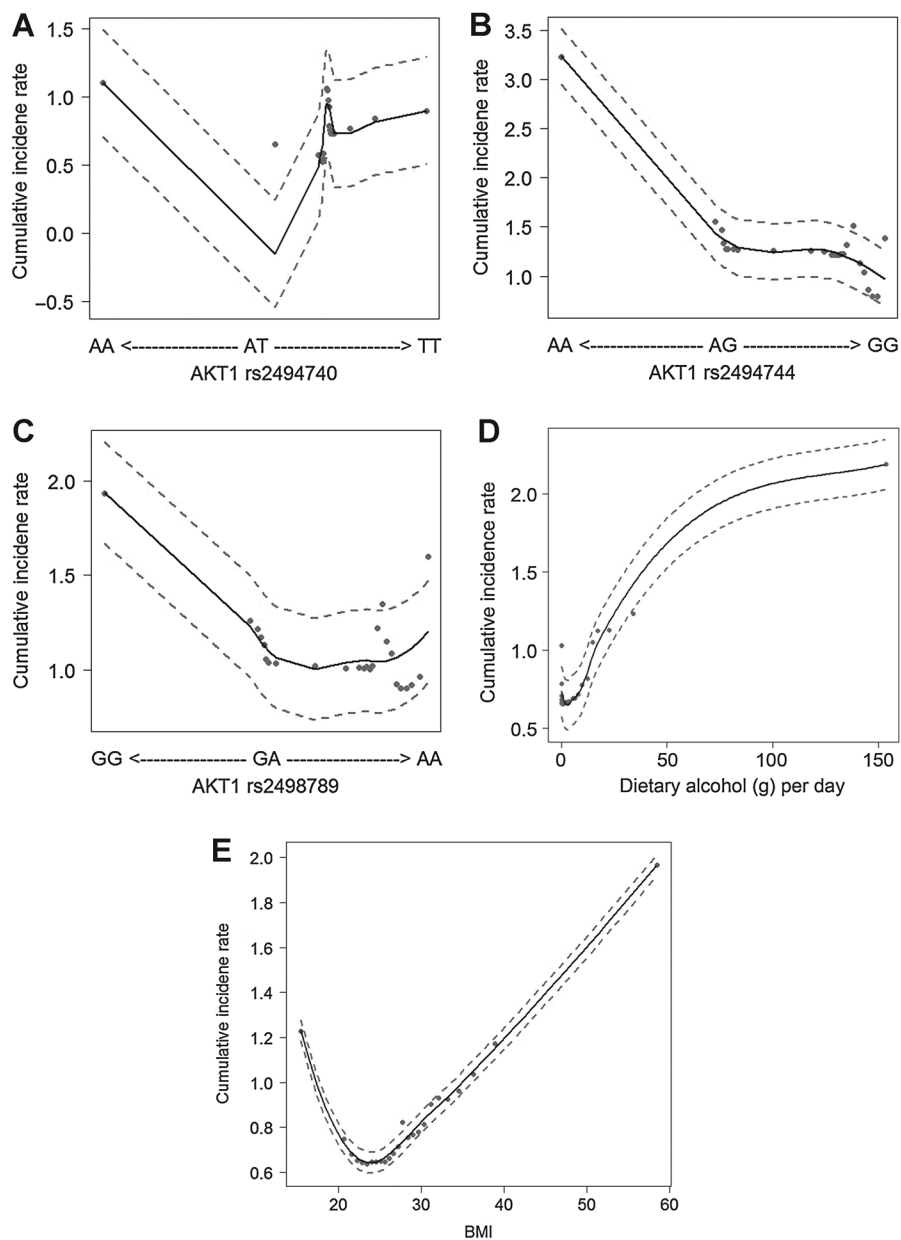 A
Cumulative incidene rate
1.5
1.0
0.5
0.0
−0.5
AA <----------------- AT --------------------> TT
AKT1 rs2494740
B
Cumulative incidene rate
3.5
3.0
2.5
2.0
1.5
1.0
AA <------------------- AG -----------------> GG
AKT1 rs2494744
C
Cumulative incidene rate
2.0
1.5
1.0
GG <----------------- GA -------------------> AA
AKT1 rs2498789
D
Cumulative incidence rate
2.0
1.5
1.0
0.5
0 50 100 150
Dietary alcohol (g) per day
E
Cumulative incidene rate
2.0
1.8
1.6
1.4
1.2
1.0
0.8
0.6
20 30 40 50 60
BMI